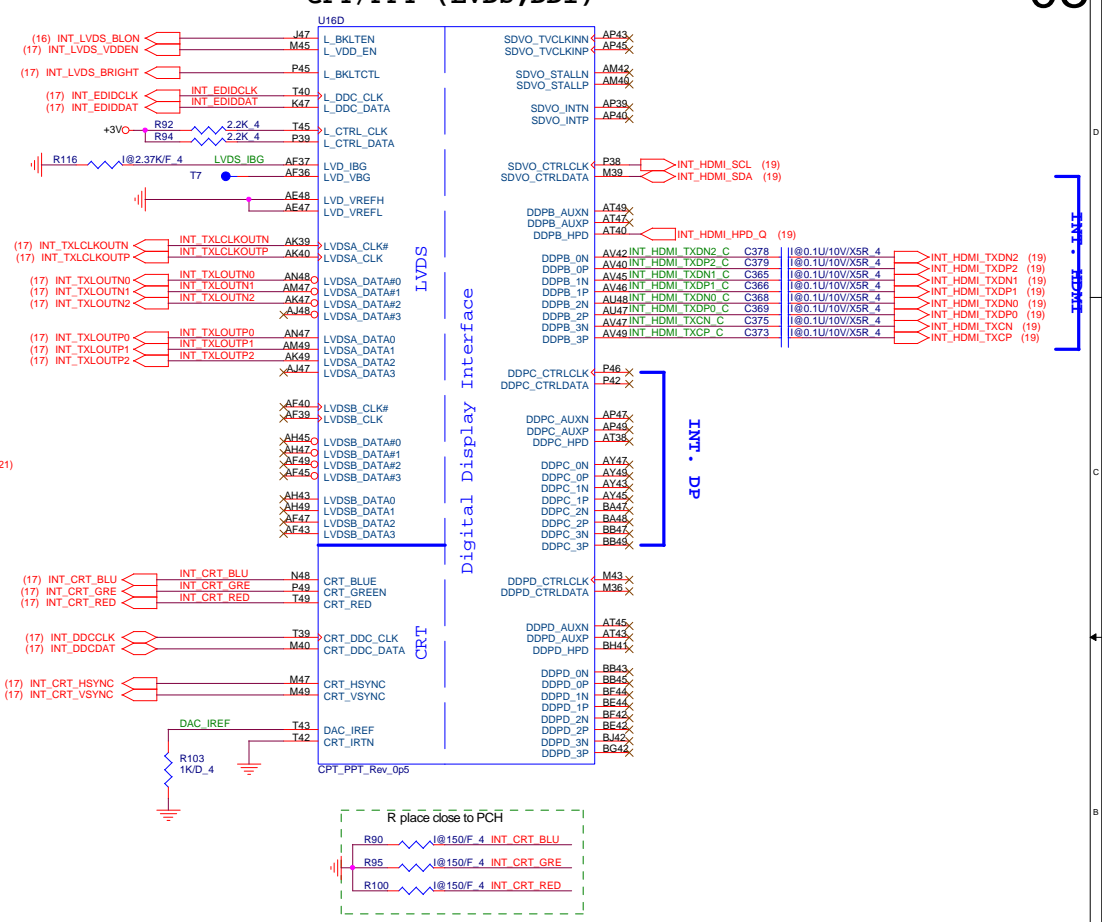 CPT/PPT (LVDS,DDI)
U16D
(16) INT_LVDS_BLON J47 L_BKLTEN
(17) INT_LVDS_VDDEN M45 L_VDD_EN
(17) INT_LVDS_BRIGHT P45 L_BKLTCTL
(17) INT_EDIDCLK INT_EDIDCLK T40 L_DDC_CLK
(17) INT_EDIDDAT INT_EDIDDAT K47 L_DDC_DATA
+3V R92 2.2K_4 T45 L_CTRL_CLK
R94 2.2K_4 P39 L_CTRL_DATA
R116 I@2.37K/F_4 LVDS_IBG AF37 LVD_IBG
T7 AF36 LVD_VBG
AE48 LVD_VREFH
AE47 LVD_VREFL
(17) INT_TXLCLKOUTN INT_TXLCLKOUTN AK39 LVDSA_CLK#
(17) INT_TXLCLKOUTP INT_TXLCLKOUTP AK40 LVDSA_CLK
(17) INT_TXLOUTN0 INT_TXLOUTN0 AN48 LVDSA_DATA#0
(17) INT_TXLOUTN1 INT_TXLOUTN1 AM47 LVDSA_DATA#1
(17) INT_TXLOUTN2 INT_TXLOUTN2 AK47 LVDSA_DATA#2
AJ48 LVDSA_DATA#3
(17) INT_TXLOUTP0 INT_TXLOUTP0 AN47 LVDSA_DATA0
(17) INT_TXLOUTP1 INT_TXLOUTP1 AM49 LVDSA_DATA1
(17) INT_TXLOUTP2 INT_TXLOUTP2 AK49 LVDSA_DATA2
AJ47 LVDSA_DATA3
AF40 LVDSB_CLK#
AF39 LVDSB_CLK
AH45 LVDSB_DATA#0
AH47 LVDSB_DATA#1
AF49 LVDSB_DATA#2
AF45 LVDSB_DATA#3
21)
AH43 LVDSB_DATA0
AH49 LVDSB_DATA1
AF47 LVDSB_DATA2
AF43 LVDSB_DATA3
LVDS
(17) INT_CRT_BLU INT_CRT_BLU N48 CRT_BLUE
(17) INT_CRT_GRE INT_CRT_GRE P49 CRT_GREEN
(17) INT_CRT_RED INT_CRT_RED T49 CRT_RED
(17) INT_DDCCLK T39 CRT_DDC_CLK
(17) INT_DDCDAT M40 CRT_DDC_DATA
(17) INT_CRT_HSYNC M47 CRT_HSYNC
(17) INT_CRT_VSYNC M49 CRT_VSYNC
DAC_IREF T43 DAC_IREF
T42 CRT_IRTN
R103
1K/D_4
CRT
Digital Display Interface
SDVO_TVCLKINN AP43
SDVO_TVCLKINP AP45
SDVO_STALLN AM42
SDVO_STALLP AM40
SDVO_INTN AP39
SDVO_INTP AP40
SDVO_CTRLCLK P38 INT_HDMI_SCL (19)
SDVO_CTRLDATA M39 INT_HDMI_SDA (19)
DDPB_AUXN AT49
DDPB_AUXP AT47
DDPB_HPD AT40 INT_HDMI_HPD_Q (19)
DDPB_0N AV42 INT_HDMI_TXDN2_C C378 I@0.1U/10V/X5R_4 INT_HDMI_TXDN2 (19)
DDPB_0P AV40 INT_HDMI_TXDP2_C C379 I@0.1U/10V/X5R_4 INT_HDMI_TXDP2 (19)
DDPB_1N AV45 INT_HDMI_TXDN1_C C365 I@0.1U/10V/X5R_4 INT_HDMI_TXDN1 (19)
DDPB_1P AV46 INT_HDMI_TXDP1_C C366 I@0.1U/10V/X5R_4 INT_HDMI_TXDP1 (19)
DDPB_2N AU48 INT_HDMI_TXDN0_C C368 I@0.1U/10V/X5R_4 INT_HDMI_TXDN0 (19)
DDPB_2P AU47 INT_HDMI_TXDP0_C C369 I@0.1U/10V/X5R_4 INT_HDMI_TXDP0 (19)
DDPB_3N AV47 INT_HDMI_TXCN_C C375 I@0.1U/10V/X5R_4 INT_HDMI_TXCN (19)
DDPB_3P AV49 INT_HDMI_TXCP_C C373 I@0.1U/10V/X5R_4 INT_HDMI_TXCP (19)
INT. HDMI
DDPC_CTRLCLK P46
DDPC_CTRLDATA P42
DDPC_AUXN AP47
DDPC_AUXP AP49
DDPC_HPD AT38
DDPC_0N AY47
DDPC_0P AY49
DDPC_1N AY43
DDPC_1P AY45
DDPC_2N BA47
DDPC_2P BA48
DDPC_3N BB47
DDPC_3P BB49
INT. DP
DDPD_CTRLCLK M43
DDPD_CTRLDATA M36
DDPD_AUXN AT45
DDPD_AUXP AT43
DDPD_HPD BH41
DDPD_0N BB43
DDPD_0P BB45
DDPD_1N BF44
DDPD_1P BE44
DDPD_2N BF42
DDPD_2P BE42
DDPD_3N BJ42
DDPD_3P BG42
CPT_PPT_Rev_0p5
R place close to PCH
R90 I@150/F_4 INT_CRT_BLU
R95 I@150/F_4 INT_CRT_GRE
R100 I@150/F_4 INT_CRT_RED
D
C
B